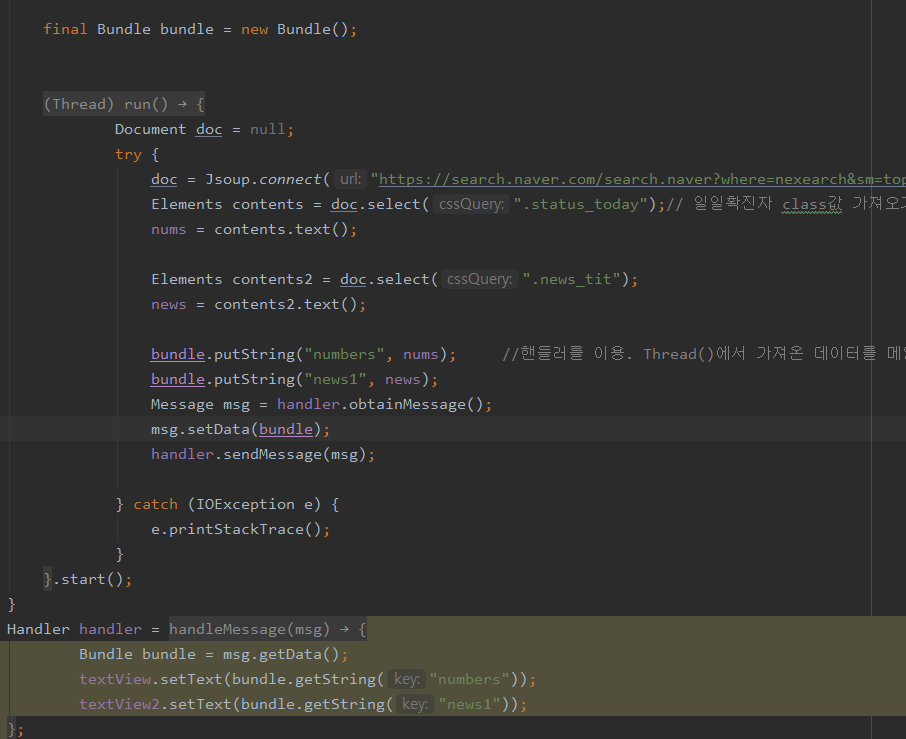 final Bundle bundle = new Bundle();
(Thread) run() → {
Document doc = null;
try {
doc = Jsoup.connect( url: "https://search.naver.com/search.naver?where=nexearch&sm=top
Elements contents = doc.select( cssQuery: ".status_today");// 일일확진자 class값 가져오기
nums = contents.text();
Elements contents2 = doc.select( cssQuery: ".news_tit");
news = contents2.text();
bundle.putString("numbers", nums); //핸들러를 이용. Thread()에서 가져온 데이터를
bundle.putString("news1", news);
Message msg = handler.obtainMessage();
msg.setData(bundle);
handler.sendMessage(msg);
} catch (IOException e) {
e.printStackTrace();
}
}.start();
}
Handler handler = handleMessage(msg) → {
Bundle bundle = msg.getData();
textView.setText(bundle.getString( key: "numbers"));
textView2.setText(bundle.getString( key: "news1"));
};